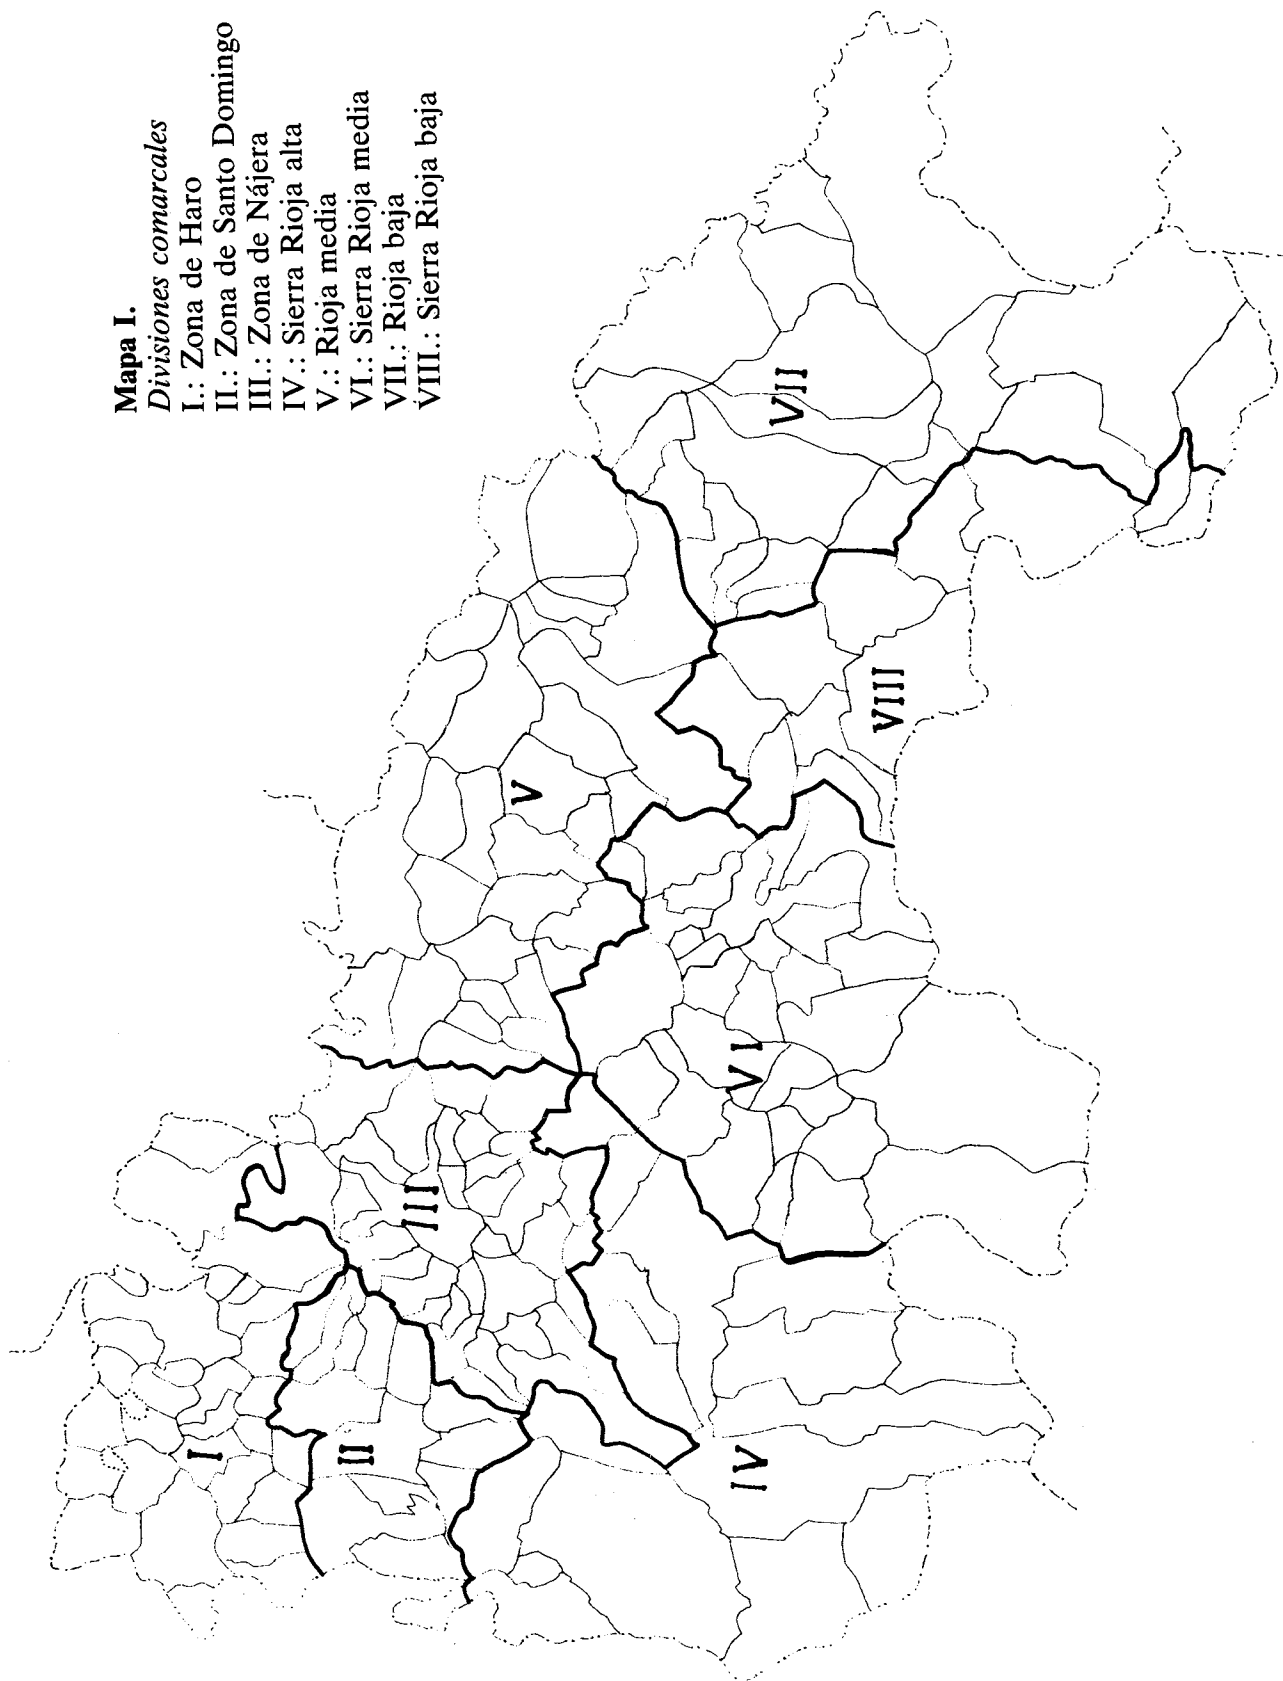 Mapa I.
Divisiones comarcales
I.: Zona de Haro
II.: Zona de Santo Domingo
III.: Zona de Nájera
IV.: Sierra Rioja alta
V.: Rioja media
VI.: Sierra Rioja media
VII.: Rioja baja
VIII.: Sierra Rioja baja
I
II
III
IV
V
VI
VII
VIII